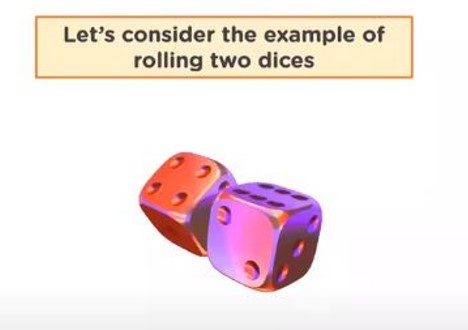 Let's consider the example of
rolling two dices